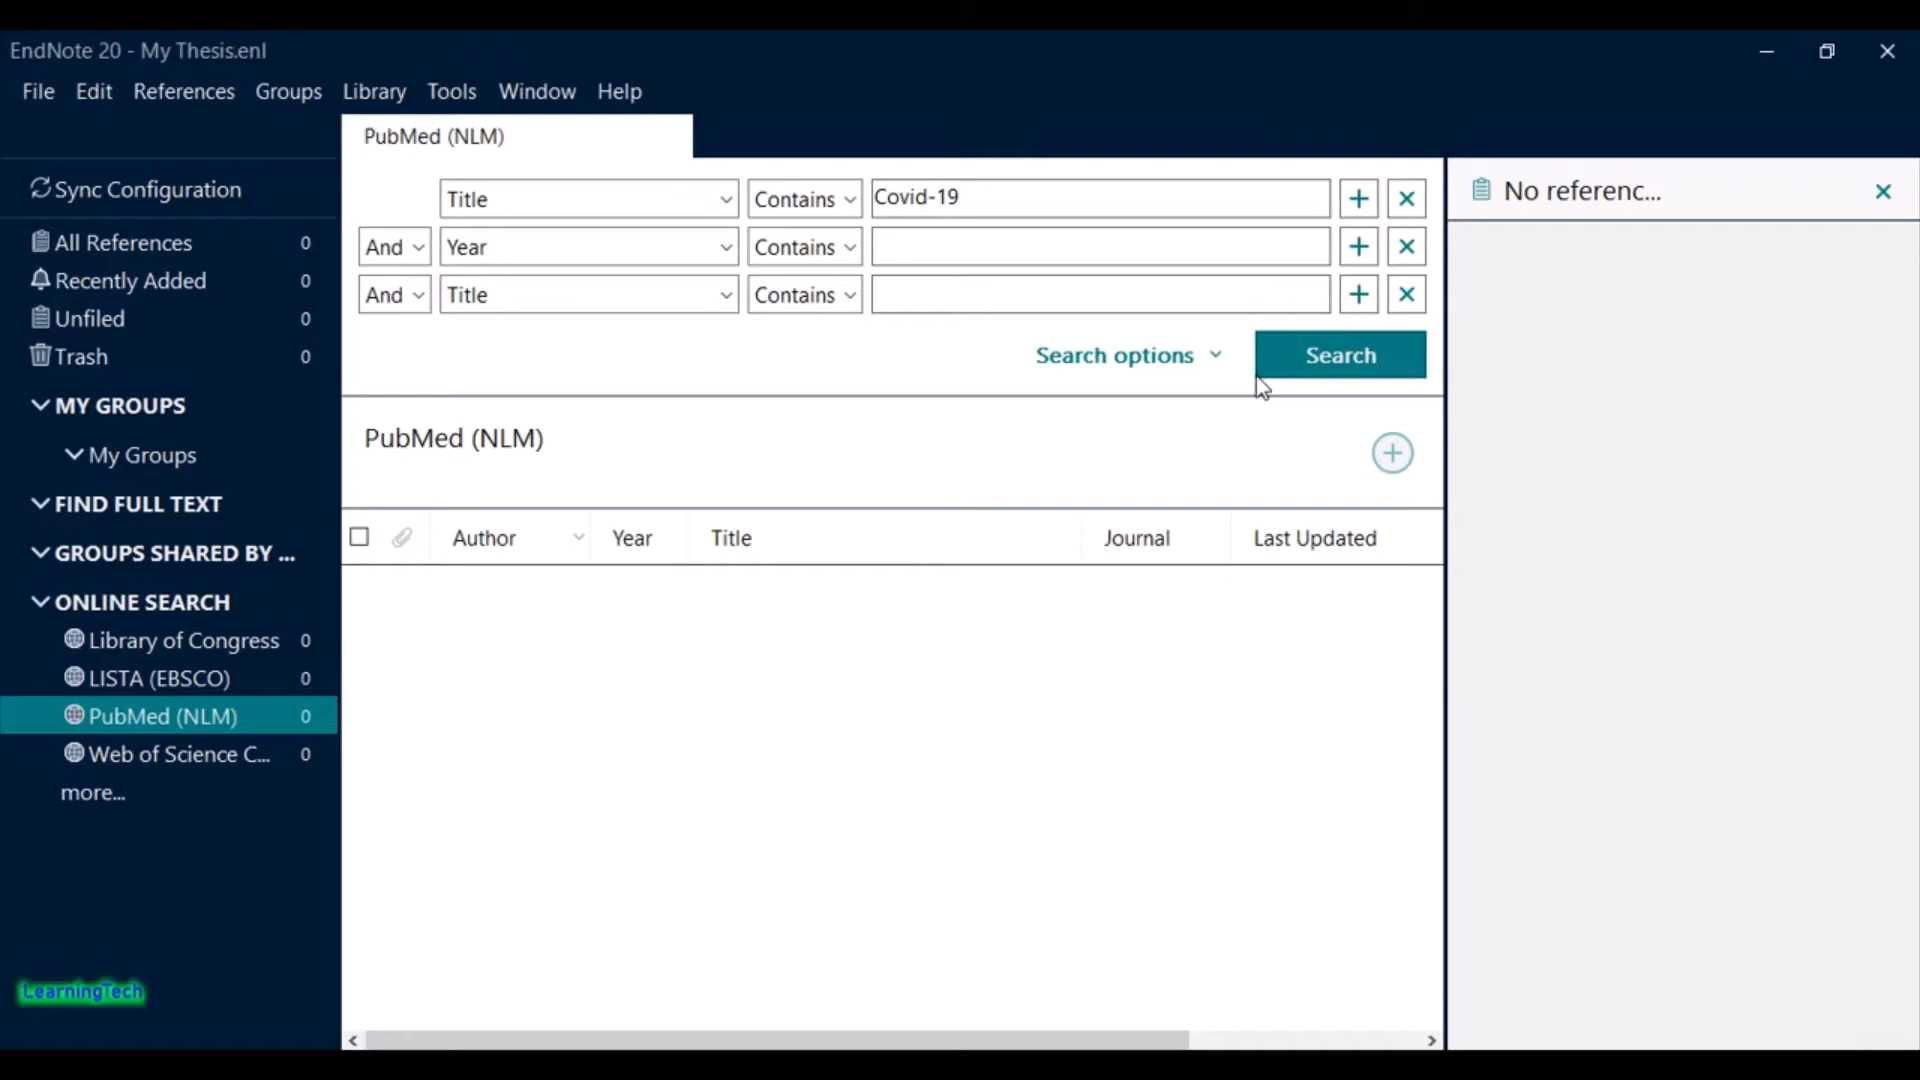 EndNote 20 - My Thesis.enl
File Edit References Groups Library Tools Window Help
PubMed (NLM)
Sync Configuration
All References 0
Recently Added 0
Unfiled 0
Trash 0
MY GROUPS
My Groups
FIND FULL TEXT
GROUPS SHARED BY ...
ONLINE SEARCH
Library of Congress 0
LISTA (EBSCO) 0
PubMed (NLM) 0
Web of Science C... 0
more...
LearningTech
Title Contains Covid-19
And Year Contains
And Title Contains
Search options Search
PubMed (NLM)
Author Year Title Journal Last Updated
No referenc...